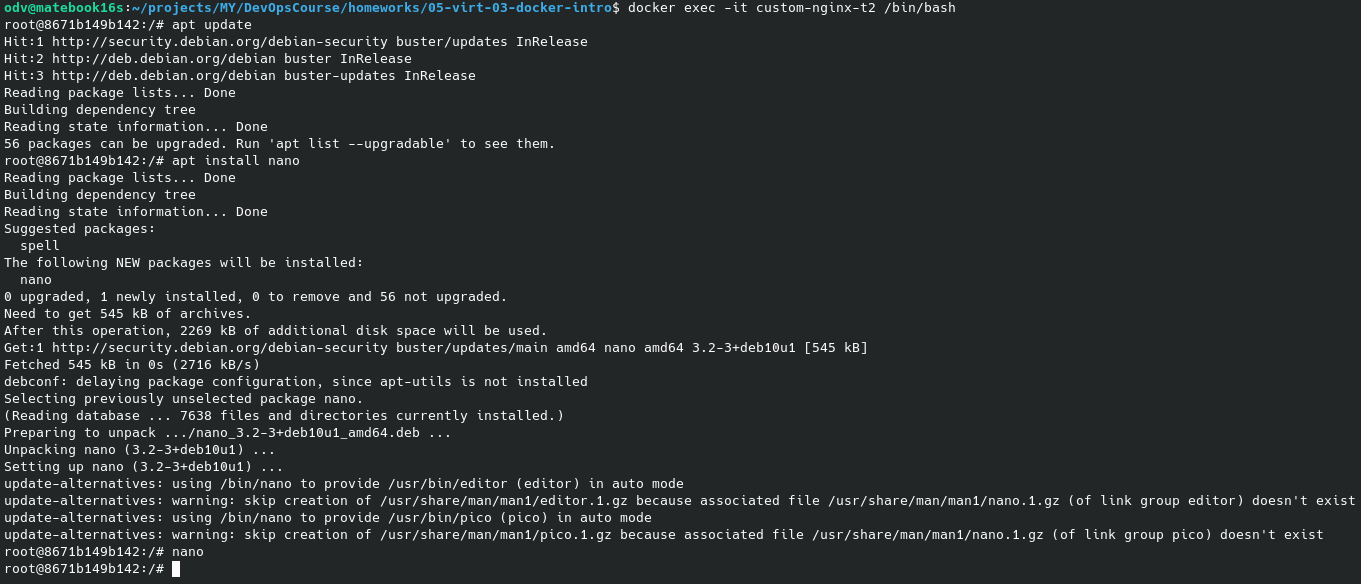 odv@matebook16s:~/projects/MY/DevOpsCourse/homeworks/05-virt-03-docker-intro$ docker exec -it custom-nginx-t2 /bin/bash
root@8671b149b142:/# apt update
Hit:1 http://security.debian.org/debian-security buster/updates InRelease
Hit:2 http://deb.debian.org/debian buster InRelease
Hit:3 http://deb.debian.org/debian buster-updates InRelease
Reading package lists... Done
Building dependency tree
Reading state information... Done
56 packages can be upgraded. Run 'apt list --upgradable' to see them.
root@8671b149b142:/# apt install nano
Reading package lists... Done
Building dependency tree
Reading state information... Done
Suggested packages:
  spell
The following NEW packages will be installed:
  nano
0 upgraded, 1 newly installed, 0 to remove and 56 not upgraded.
Need to get 545 kB of archives.
After this operation, 2269 kB of additional disk space will be used.
Get:1 http://security.debian.org/debian-security buster/updates/main amd64 nano amd64 3.2-3+deb10u1 [545 kB]
Fetched 545 kB in 0s (2716 kB/s)
debconf: delaying package configuration, since apt-utils is not installed
Selecting previously unselected package nano.
(Reading database ... 7638 files and directories currently installed.)
Preparing to unpack .../nano_3.2-3+deb10u1_amd64.deb ...
Unpacking nano (3.2-3+deb10u1) ...
Setting up nano (3.2-3+deb10u1) ...
update-alternatives: using /bin/nano to provide /usr/bin/editor (editor) in auto mode
update-alternatives: warning: skip creation of /usr/share/man/man1/editor.1.gz because associated file /usr/share/man/man1/nano.1.gz (of link group editor) doesn't exist
update-alternatives: using /bin/nano to provide /usr/bin/pico (pico) in auto mode
update-alternatives: warning: skip creation of /usr/share/man/man1/pico.1.gz because associated file /usr/share/man/man1/nano.1.gz (of link group pico) doesn't exist
root@8671b149b142:/# nano
root@8671b149b142:/#